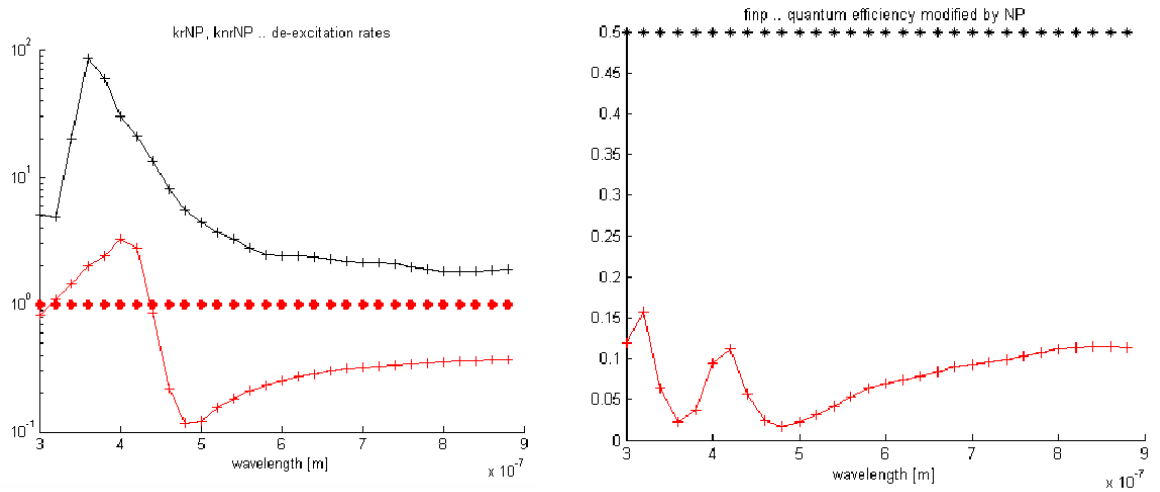 krNP, knrNP .. de-excitation rates
10^2
10^1
10^0
10^-1
3 4 5 6 7 8 9
wavelength [m]
x 10^-7
finp .. quantum efficiency modified by NP
0.5
0.45
0.4
0.35
0.3
0.25
0.2
0.15
0.1
0.05
0
3 4 5 6 7 8 9
wavelength [m]
x 10^-7